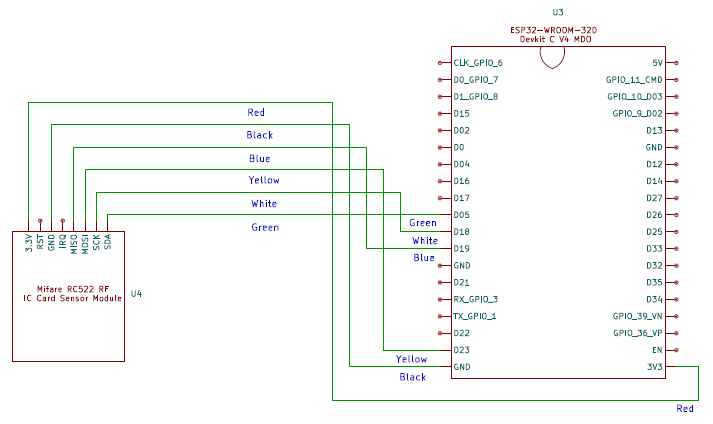 U3
ESP32-WROOM-32D
Devkit C V4 MDO
CLK_GPIO_6
5V
D0_GPIO_7
GPIO_11_CMD
D1_GPIO_8
GPIO_10_D03
D15
GPIO_9_D02
D02
D13
D0
GND
D04
D12
D16
D14
D17
D27
D05
D26
D18
D25
D19
D33
GND
D32
D21
D35
RX_GPIO_3
D34
TX_GPIO_1
GPIO_39_VN
D22
GPIO_36_VP
D23
EN
GND
3V3
Red
Black
Blue
Yellow
White
Green
Green
White
Blue
Yellow
Black
Red
3.3V
RST
GND
IRQ
MISO
MOSI
SCK
SDA
Mifare RC522 RF
IC Card Sensor Module
U4